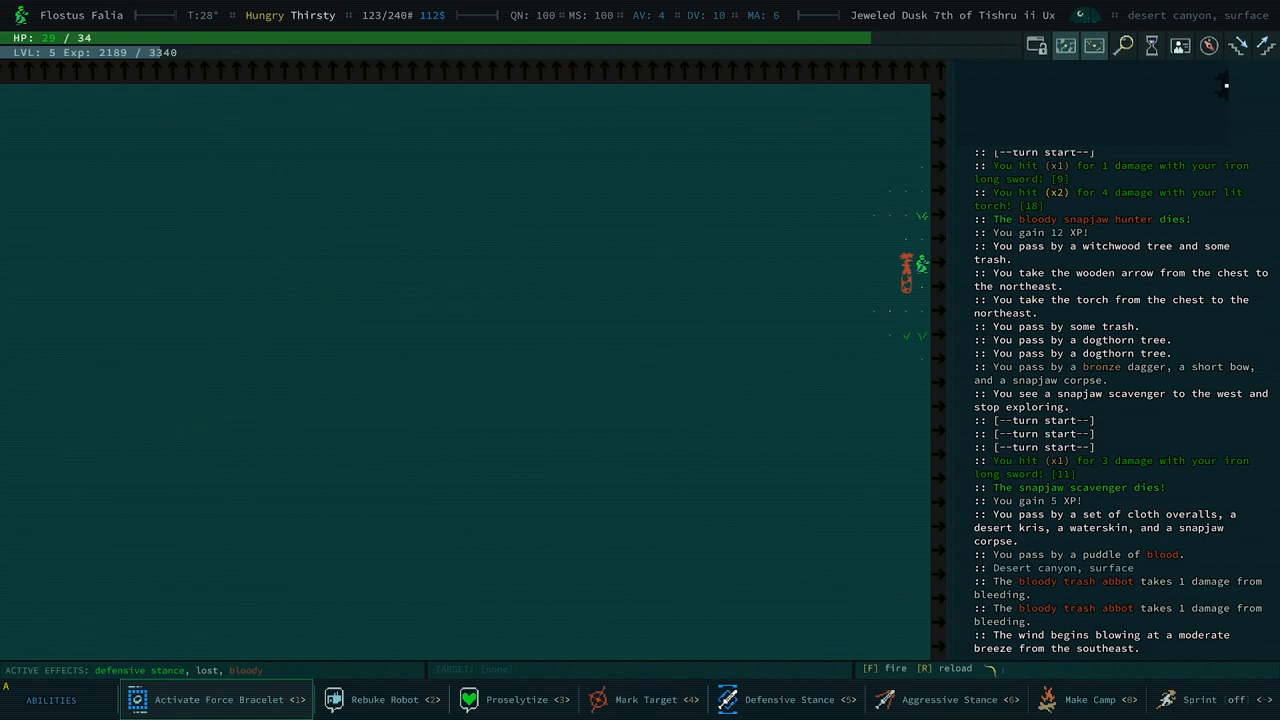 Flostus Falia T:28° :: Hungry Thirsty 123/240# 112$ QN: 100 :: MS: 100 :: AV: 4 :: DV: 10 :: MA: 6 Jeweled Dusk 7th of Tishru ii Ux :: desert canyon, surface
HP: 29 / 34
LVL: 5 Exp: 2189 / 3340
:: [--turn start--]
:: You hit (x1) for 1 damage with your iron
long sword! [9]
:: You hit (x2) for 4 damage with your lit
torch! [18]
:: The bloody snapjaw hunter dies!
:: You gain 12 XP!
:: You pass by a witchwood tree and some
trash.
:: You take the wooden arrow from the chest to
the northeast.
:: You take the torch from the chest to the
northeast.
:: You pass by some trash.
:: You pass by a dogthorn tree.
:: You pass by a dogthorn tree.
:: You pass by a bronze dagger, a short bow,
and a snapjaw corpse.
:: You see a snapjaw scavenger to the west and
stop exploring.
:: [--turn start--]
:: [--turn start--]
:: [--turn start--]
:: You hit (x1) for 3 damage with your iron
long sword! [11]
:: The snapjaw scavenger dies!
:: You gain 5 XP!
:: You pass by a set of cloth overalls, a
desert kris, a waterskin, and a snapjaw
corpse.
:: You pass by a puddle of blood.
:: Desert canyon, surface
:: The bloody trash abbot takes 1 damage from
bleeding.
:: The bloody trash abbot takes 1 damage from
bleeding.
:: The wind begins blowing at a moderate
breeze from the southeast.
ACTIVE EFFECTS: defensive stance, lost, bloody
TARGET: [none]
[F] fire [R] reload
A
ABILITIES
Activate Force Bracelet <1>
Rebuke Robot <2>
Proselytize <3>
Mark Target <4>
Defensive Stance <5>
Aggressive Stance <6>
Make Camp <0>
Sprint [off] <>